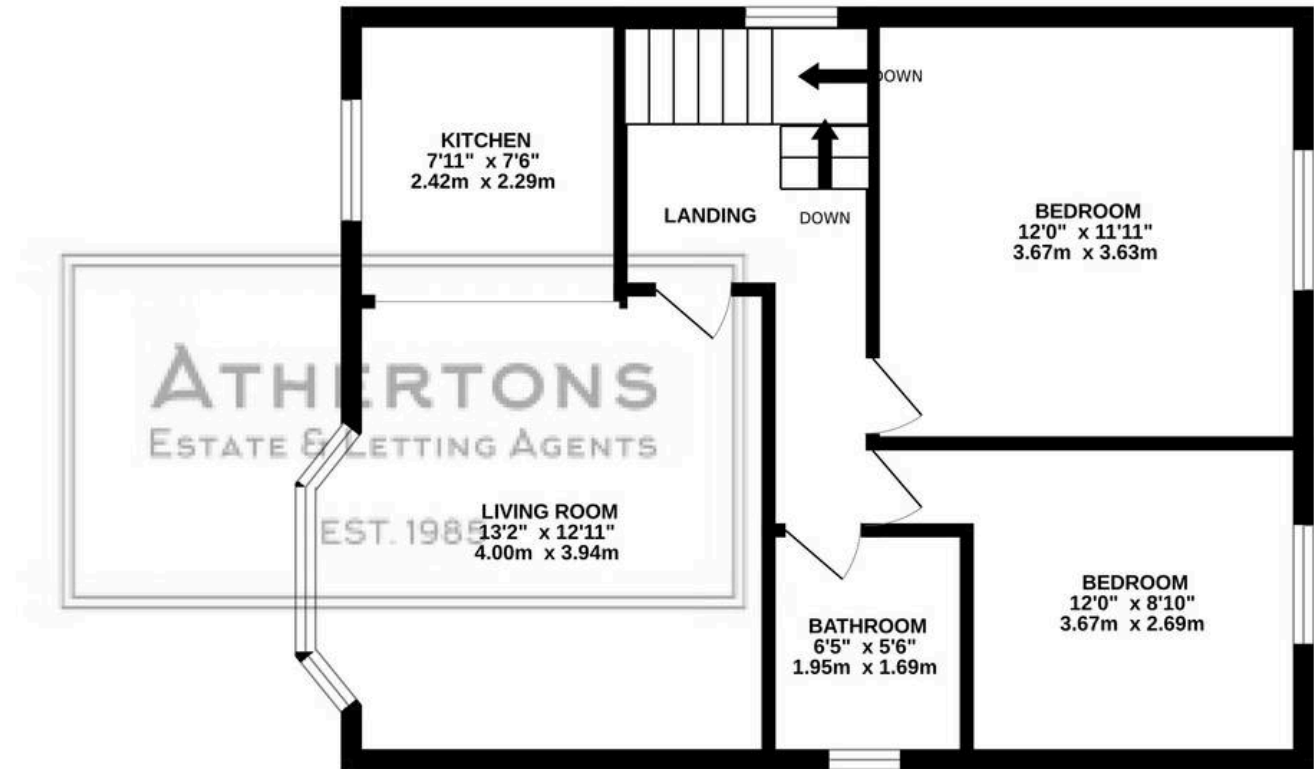 KITCHEN
7'11" x 7'6"
2.42m x 2.29m
DOWN
LANDING
DOWN
BEDROOM
12'0" x 11'11"
3.67m x 3.63m
ATHERTONS
ESTATE & LETTING AGENTS
EST. 1985
LIVING ROOM
13'2" x 12'11"
4.00m x 3.94m
BATHROOM
6'5" x 5'6"
1.95m x 1.69m
BEDROOM
12'0" x 8'10"
3.67m x 2.69m